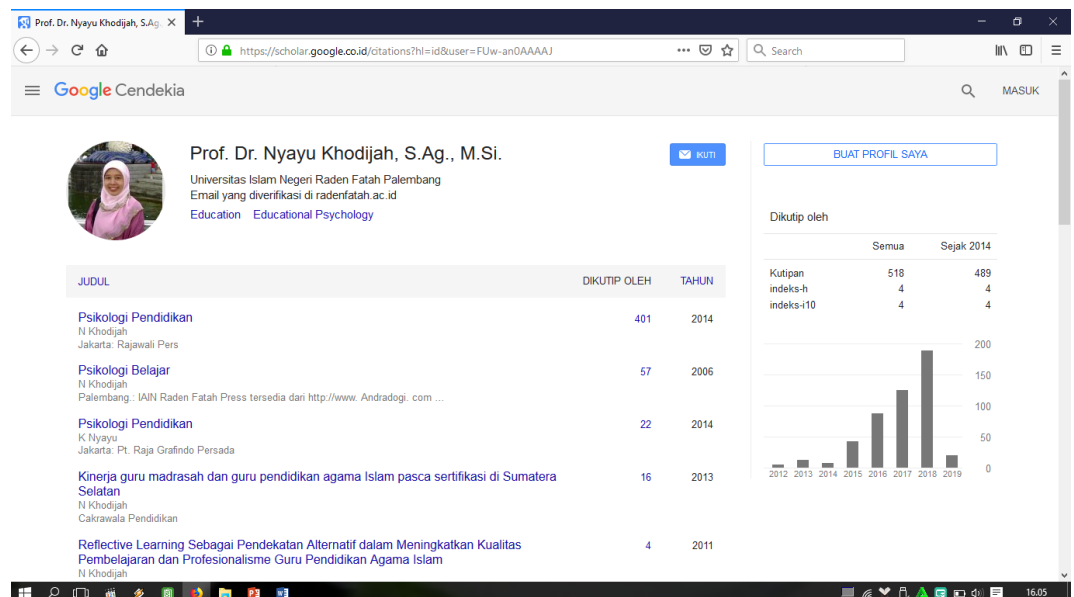 Prof. Dr. Nyayu Khodijah, S.Ag.
https://scholar.google.co.id/citations?hl=id&user=FUw-an0AAAAJ
Search
Google Cendekia
MASUK
Prof. Dr. Nyayu Khodijah, S.Ag., M.Si.
IKUTI
BUAT PROFIL SAYA
Universitas Islam Negeri Raden Fatah Palembang
Email yang diverifikasi di radenfatah.ac.id
Education Educational Psychology
Dikutip oleh
Semua Sejak 2014
Kutipan 518 489
indeks-h 4 4
indeks-i10 4 4
JUDUL DIKUTIP OLEH TAHUN
Psikologi Pendidikan 401 2014
N Khodijah
Jakarta: Rajawali Pers
Psikologi Belajar 57 2006
N Khodijah
Palembang.: IAIN Raden Fatah Press tersedia dari http://www. Andradogi. com ...
Psikologi Pendidikan 22 2014
K Nyayu
Jakarta: Pt. Raja Grafindo Persada
Kinerja guru madrasah dan guru pendidikan agama Islam pasca sertifikasi di Sumatera
Selatan 16 2013
N Khodijah
Cakrawala Pendidikan
Reflective Learning Sebagai Pendekatan Alternatif dalam Meningkatkan Kualitas
Pembelajaran dan Profesionalisme Guru Pendidikan Agama Islam 4 2011
N Khodijah
200
150
100
50
0
2012 2013 2014 2015 2016 2017 2018 2019
16.05